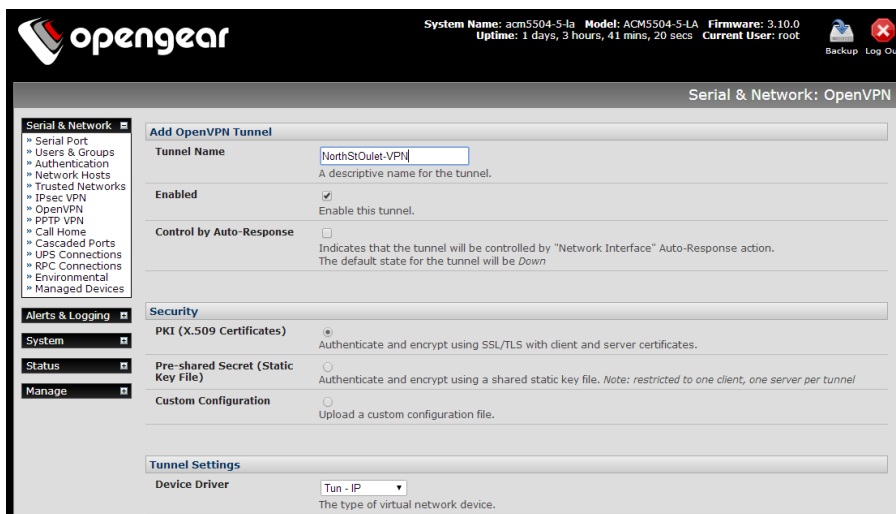 opengear
System Name: acm5504-5-la Model: ACM5504-5-LA Firmware: 3.10.0
Uptime: 1 days, 3 hours, 41 mins, 20 secs Current User: root
Backup Log Ou
Serial & Network: OpenVPN
Serial & Network
» Serial Port
» Users & Groups
» Authentication
» Network Hosts
» Trusted Networks
» IPsec VPN
» OpenVPN
» PPTP VPN
» Call Home
» Cascaded Ports
» UPS Connections
» RPC Connections
» Environmental
» Managed Devices
Alerts & Logging
System
Status
Manage
Add OpenVPN Tunnel
Tunnel Name
NorthStOulet-VPN
A descriptive name for the tunnel.
Enabled
Enable this tunnel.
Control by Auto-Response
Indicates that the tunnel will be controlled by "Network Interface" Auto-Response action.
The default state for the tunnel will be Down
Security
PKI (X.509 Certificates)
Authenticate and encrypt using SSL/TLS with client and server certificates.
Pre-shared Secret (Static
Key File)
Authenticate and encrypt using a shared static key file. Note: restricted to one client, one server per tunnel
Custom Configuration
Upload a custom configuration file.
Tunnel Settings
Device Driver
Tun - IP
The type of virtual network device.